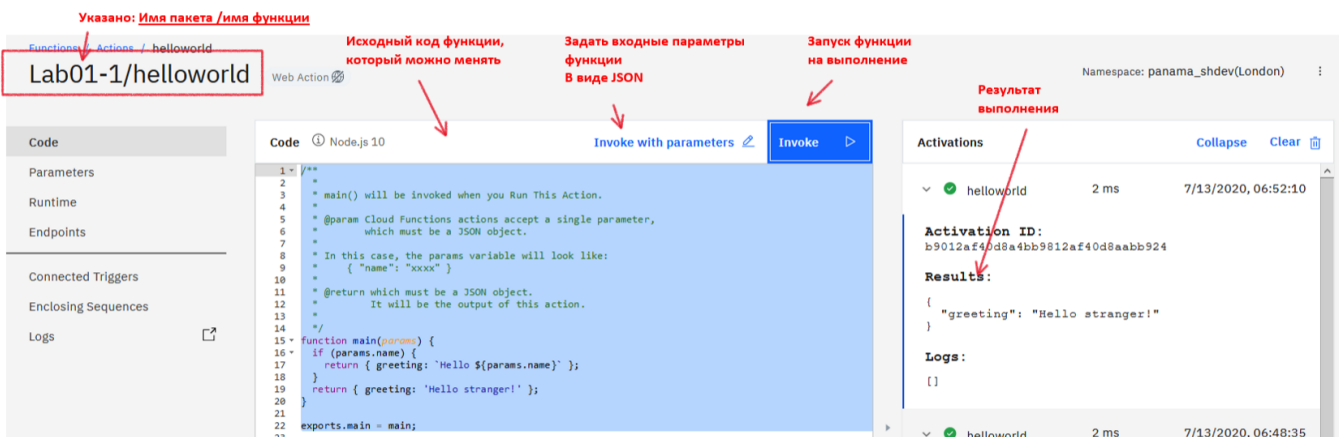 Указано: Имя пакета /имя функции
Functions / Actions / helloworld
Lab01-1/helloworld
Web Action
Исходный код функции,
который можно менять
Задать входные параметры
функции
В виде JSON
Запуск функции
на выполнение
Namespace: panama_shdev(London)
Результат
выполнения
Code
Parameters
Runtime
Endpoints
Connected Triggers
Enclosing Sequences
Logs
Code Node.js 10
Invoke with parameters
Invoke
1 /**
2 *
3 * main() will be invoked when you Run This Action.
4 *
5 * @param Cloud Functions actions accept a single parameter,
6 * which must be a JSON object.
7 *
8 * In this case, the params variable will look like:
9 * { "name": "xxxx" }
10 *
11 * @return which must be a JSON object.
12 * It will be the output of this action.
13 *
14 */
15 function main(params) {
16 if (params.name) {
17 return { greeting: `Hello ${params.name}` };
18 }
19 return { greeting: 'Hello stranger!' };
20 }
21
22 exports.main = main;
23
Activations
Collapse
Clear
helloworld 2 ms 7/13/2020, 06:52:10
Activation ID:
b9012af40d8a4bb9812af40d8aabb924
Results:
{
"greeting": "Hello stranger!"
}
Logs:
[]
helloworld 2 ms 7/13/2020, 06:48:35